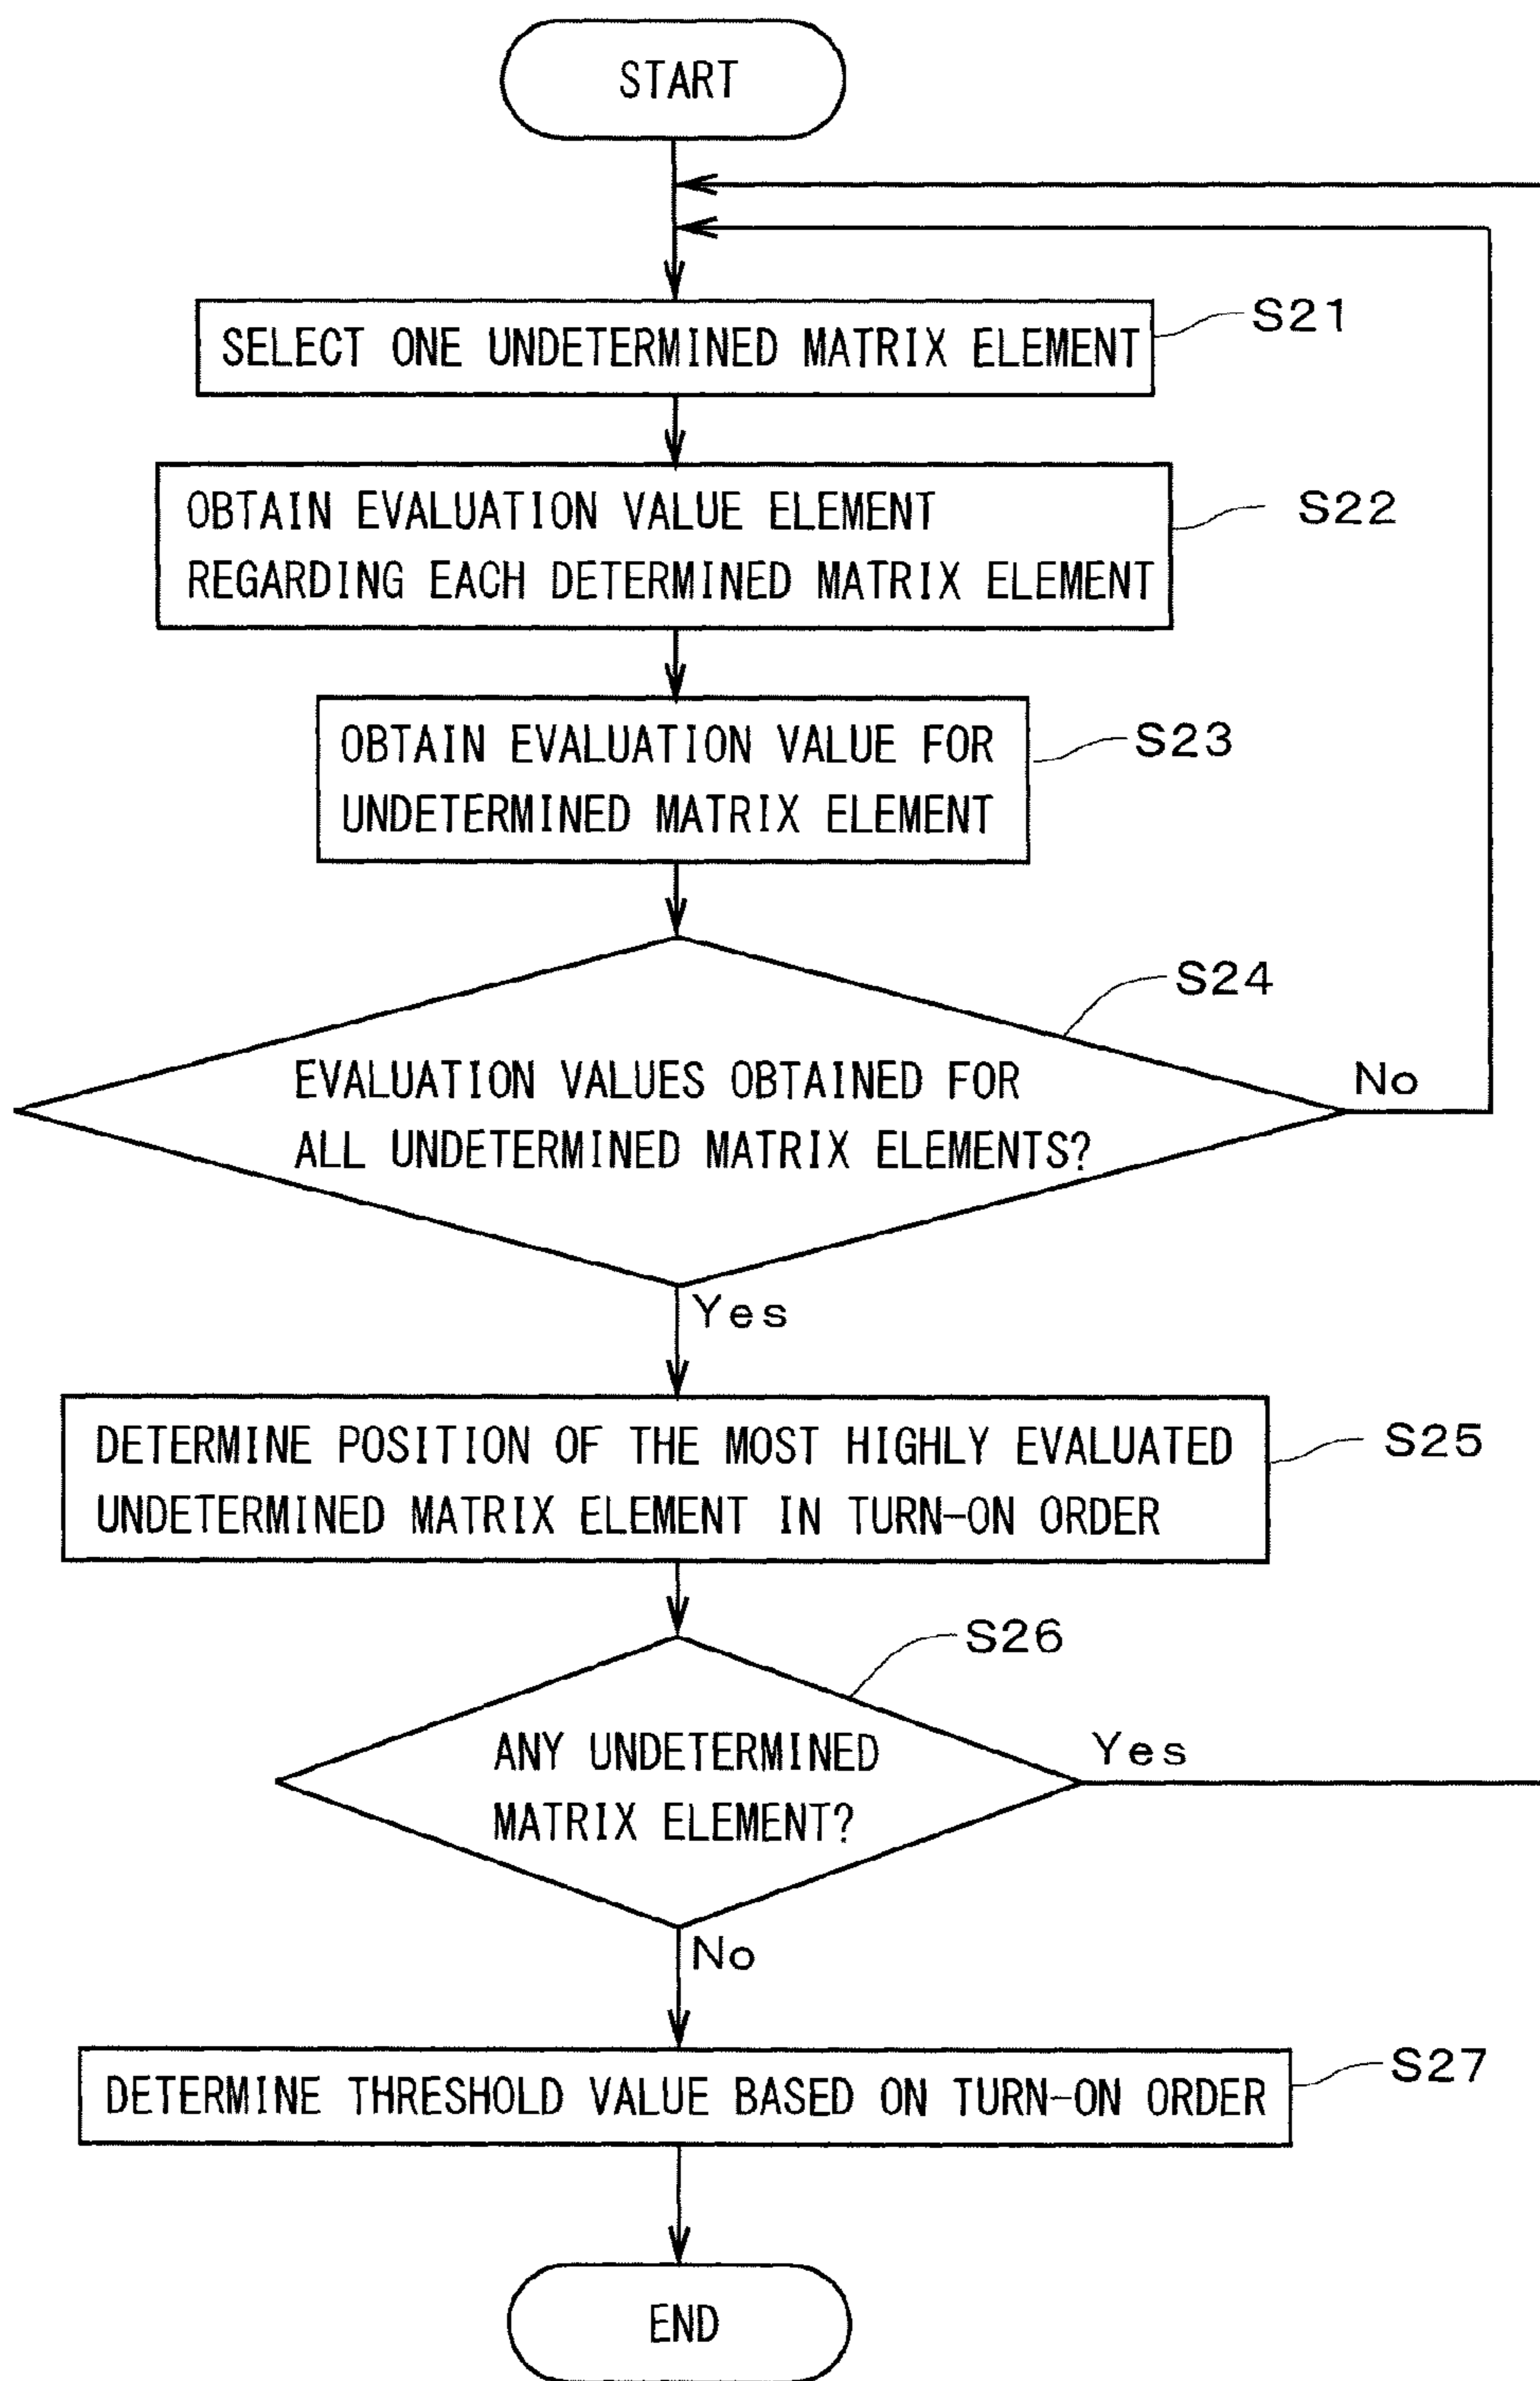 START
SELECT ONE UNDETERMINED MATRIX ELEMENT
S21
OBTAIN EVALUATION VALUE ELEMENT
REGARDING EACH DETERMINED MATRIX ELEMENT
S22
OBTAIN EVALUATION VALUE FOR
UNDETERMINED MATRIX ELEMENT
S23
S24
EVALUATION VALUES OBTAINED FOR
ALL UNDETERMINED MATRIX ELEMENTS?
No
Yes
DETERMINE POSITION OF THE MOST HIGHLY EVALUATED
UNDETERMINED MATRIX ELEMENT IN TURN-ON ORDER
S25
S26
ANY UNDETERMINED
MATRIX ELEMENT?
Yes
No
DETERMINE THRESHOLD VALUE BASED ON TURN-ON ORDER
S27
END